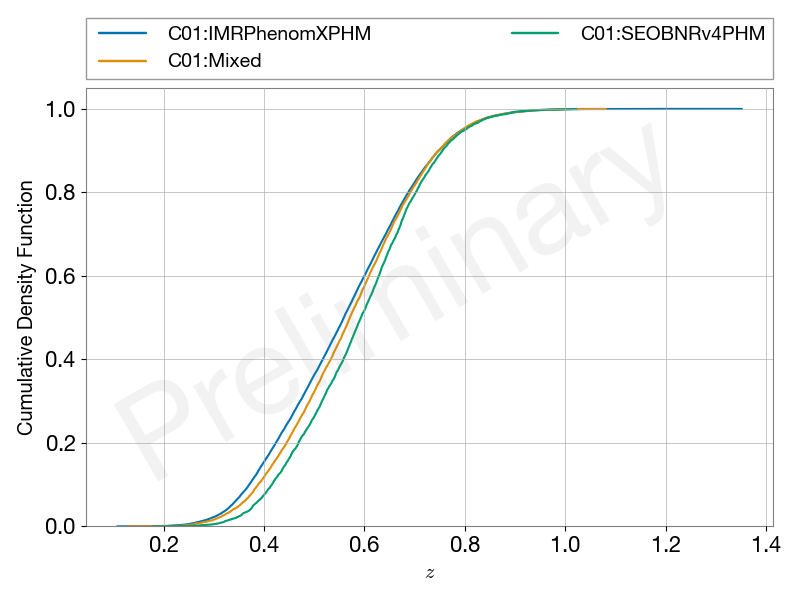 C01:IMRPhenomXPHM
C01:SEOBNRv4PHM
C01:Mixed
Cumulative Density Function
1.0
0.8
0.6
0.4
0.2
0.0
Preliminary
0.2 0.4 0.6 0.8 1.0 1.2 1.4
z